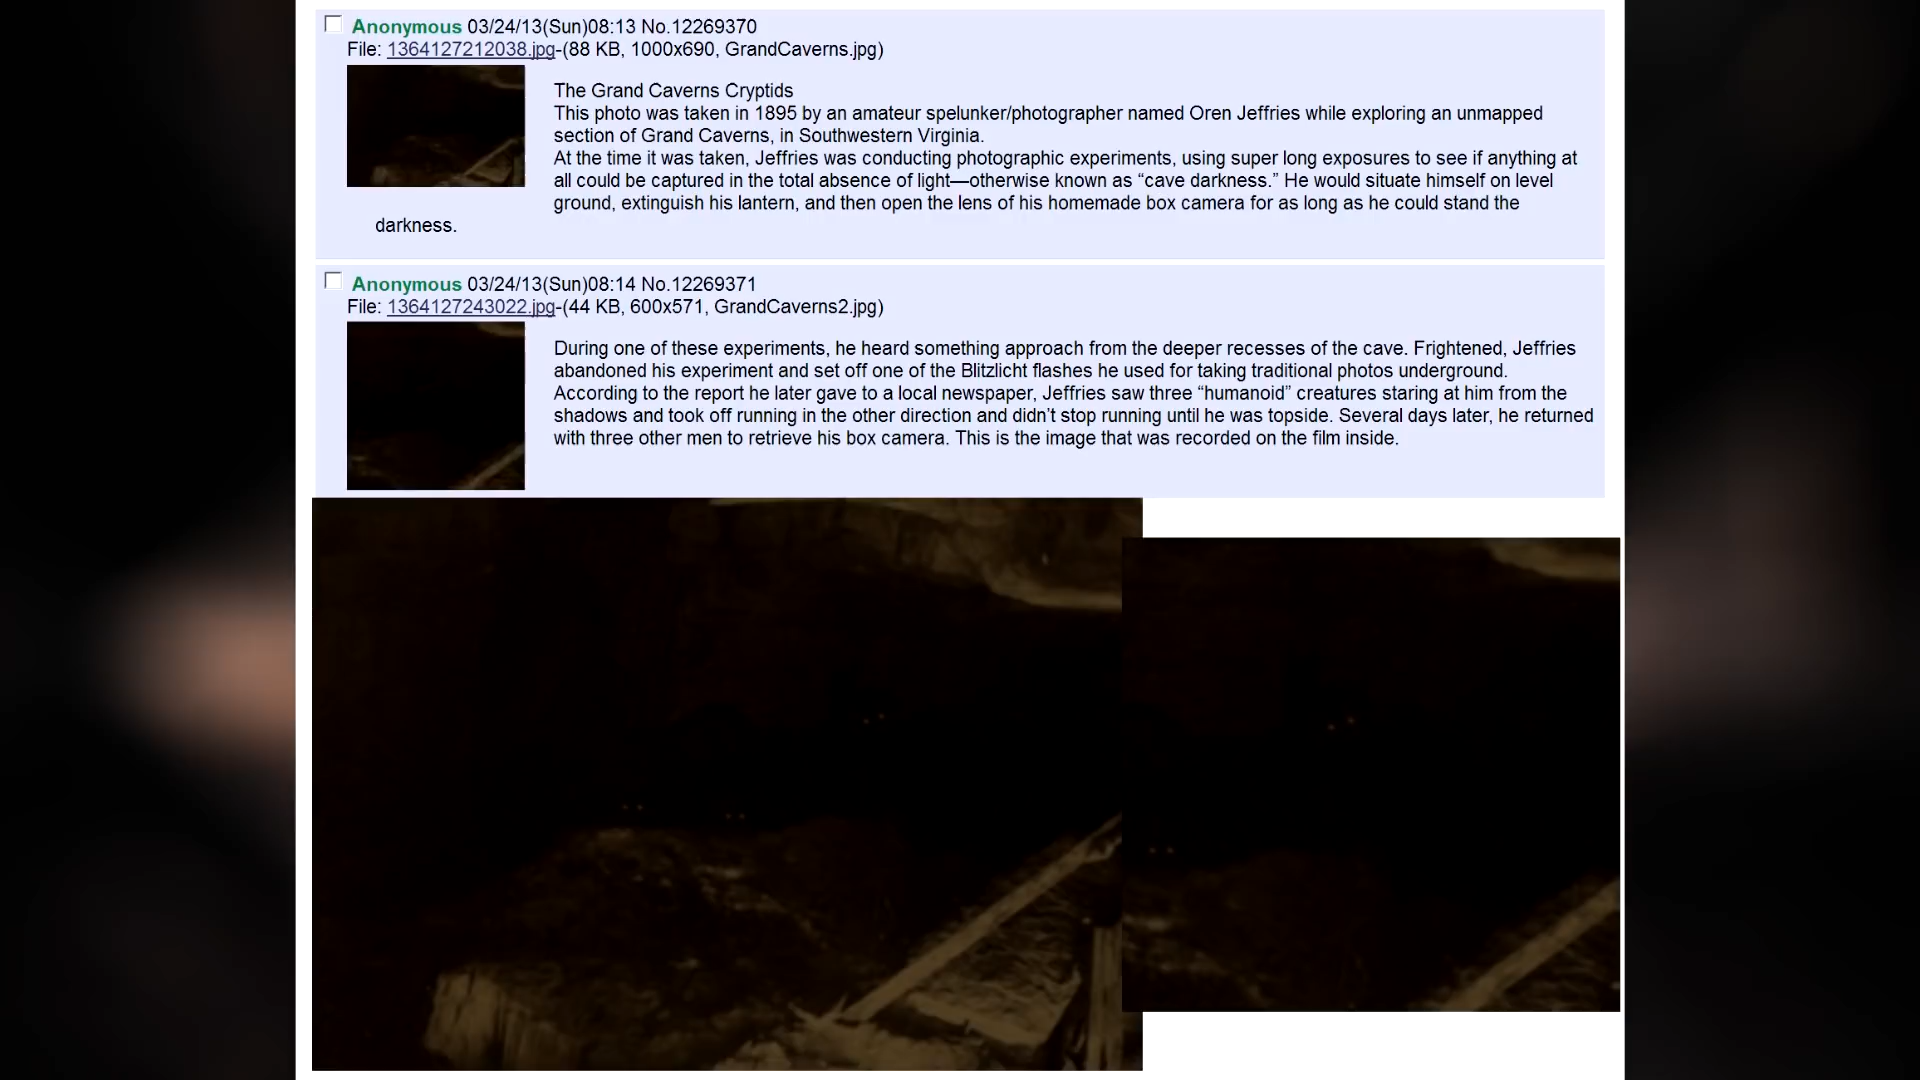 Anonymous 03/24/13(Sun)08:13 No.12269370
File: 1364127212038.jpg-(88 KB, 1000x690, GrandCaverns.jpg)
The Grand Caverns Cryptids
This photo was taken in 1895 by an amateur spelunker/photographer named Oren Jeffries while exploring an unmapped
section of Grand Caverns, in Southwestern Virginia.
At the time it was taken, Jeffries was conducting photographic experiments, using super long exposures to see if anything at
all could be captured in the total absence of light—otherwise known as “cave darkness.” He would situate himself on level
ground, extinguish his lantern, and then open the lens of his homemade box camera for as long as he could stand the
darkness.
Anonymous 03/24/13(Sun)08:14 No.12269371
File: 1364127243022.jpg-(44 KB, 600x571, GrandCaverns2.jpg)
During one of these experiments, he heard something approach from the deeper recesses of the cave. Frightened, Jeffries
abandoned his experiment and set off one of the Blitzlicht flashes he used for taking traditional photos underground.
According to the report he later gave to a local newspaper, Jeffries saw three “humanoid” creatures staring at him from the
shadows and took off running in the other direction and didn’t stop running until he was topside. Several days later, he returned
with three other men to retrieve his box camera. This is the image that was recorded on the film inside.